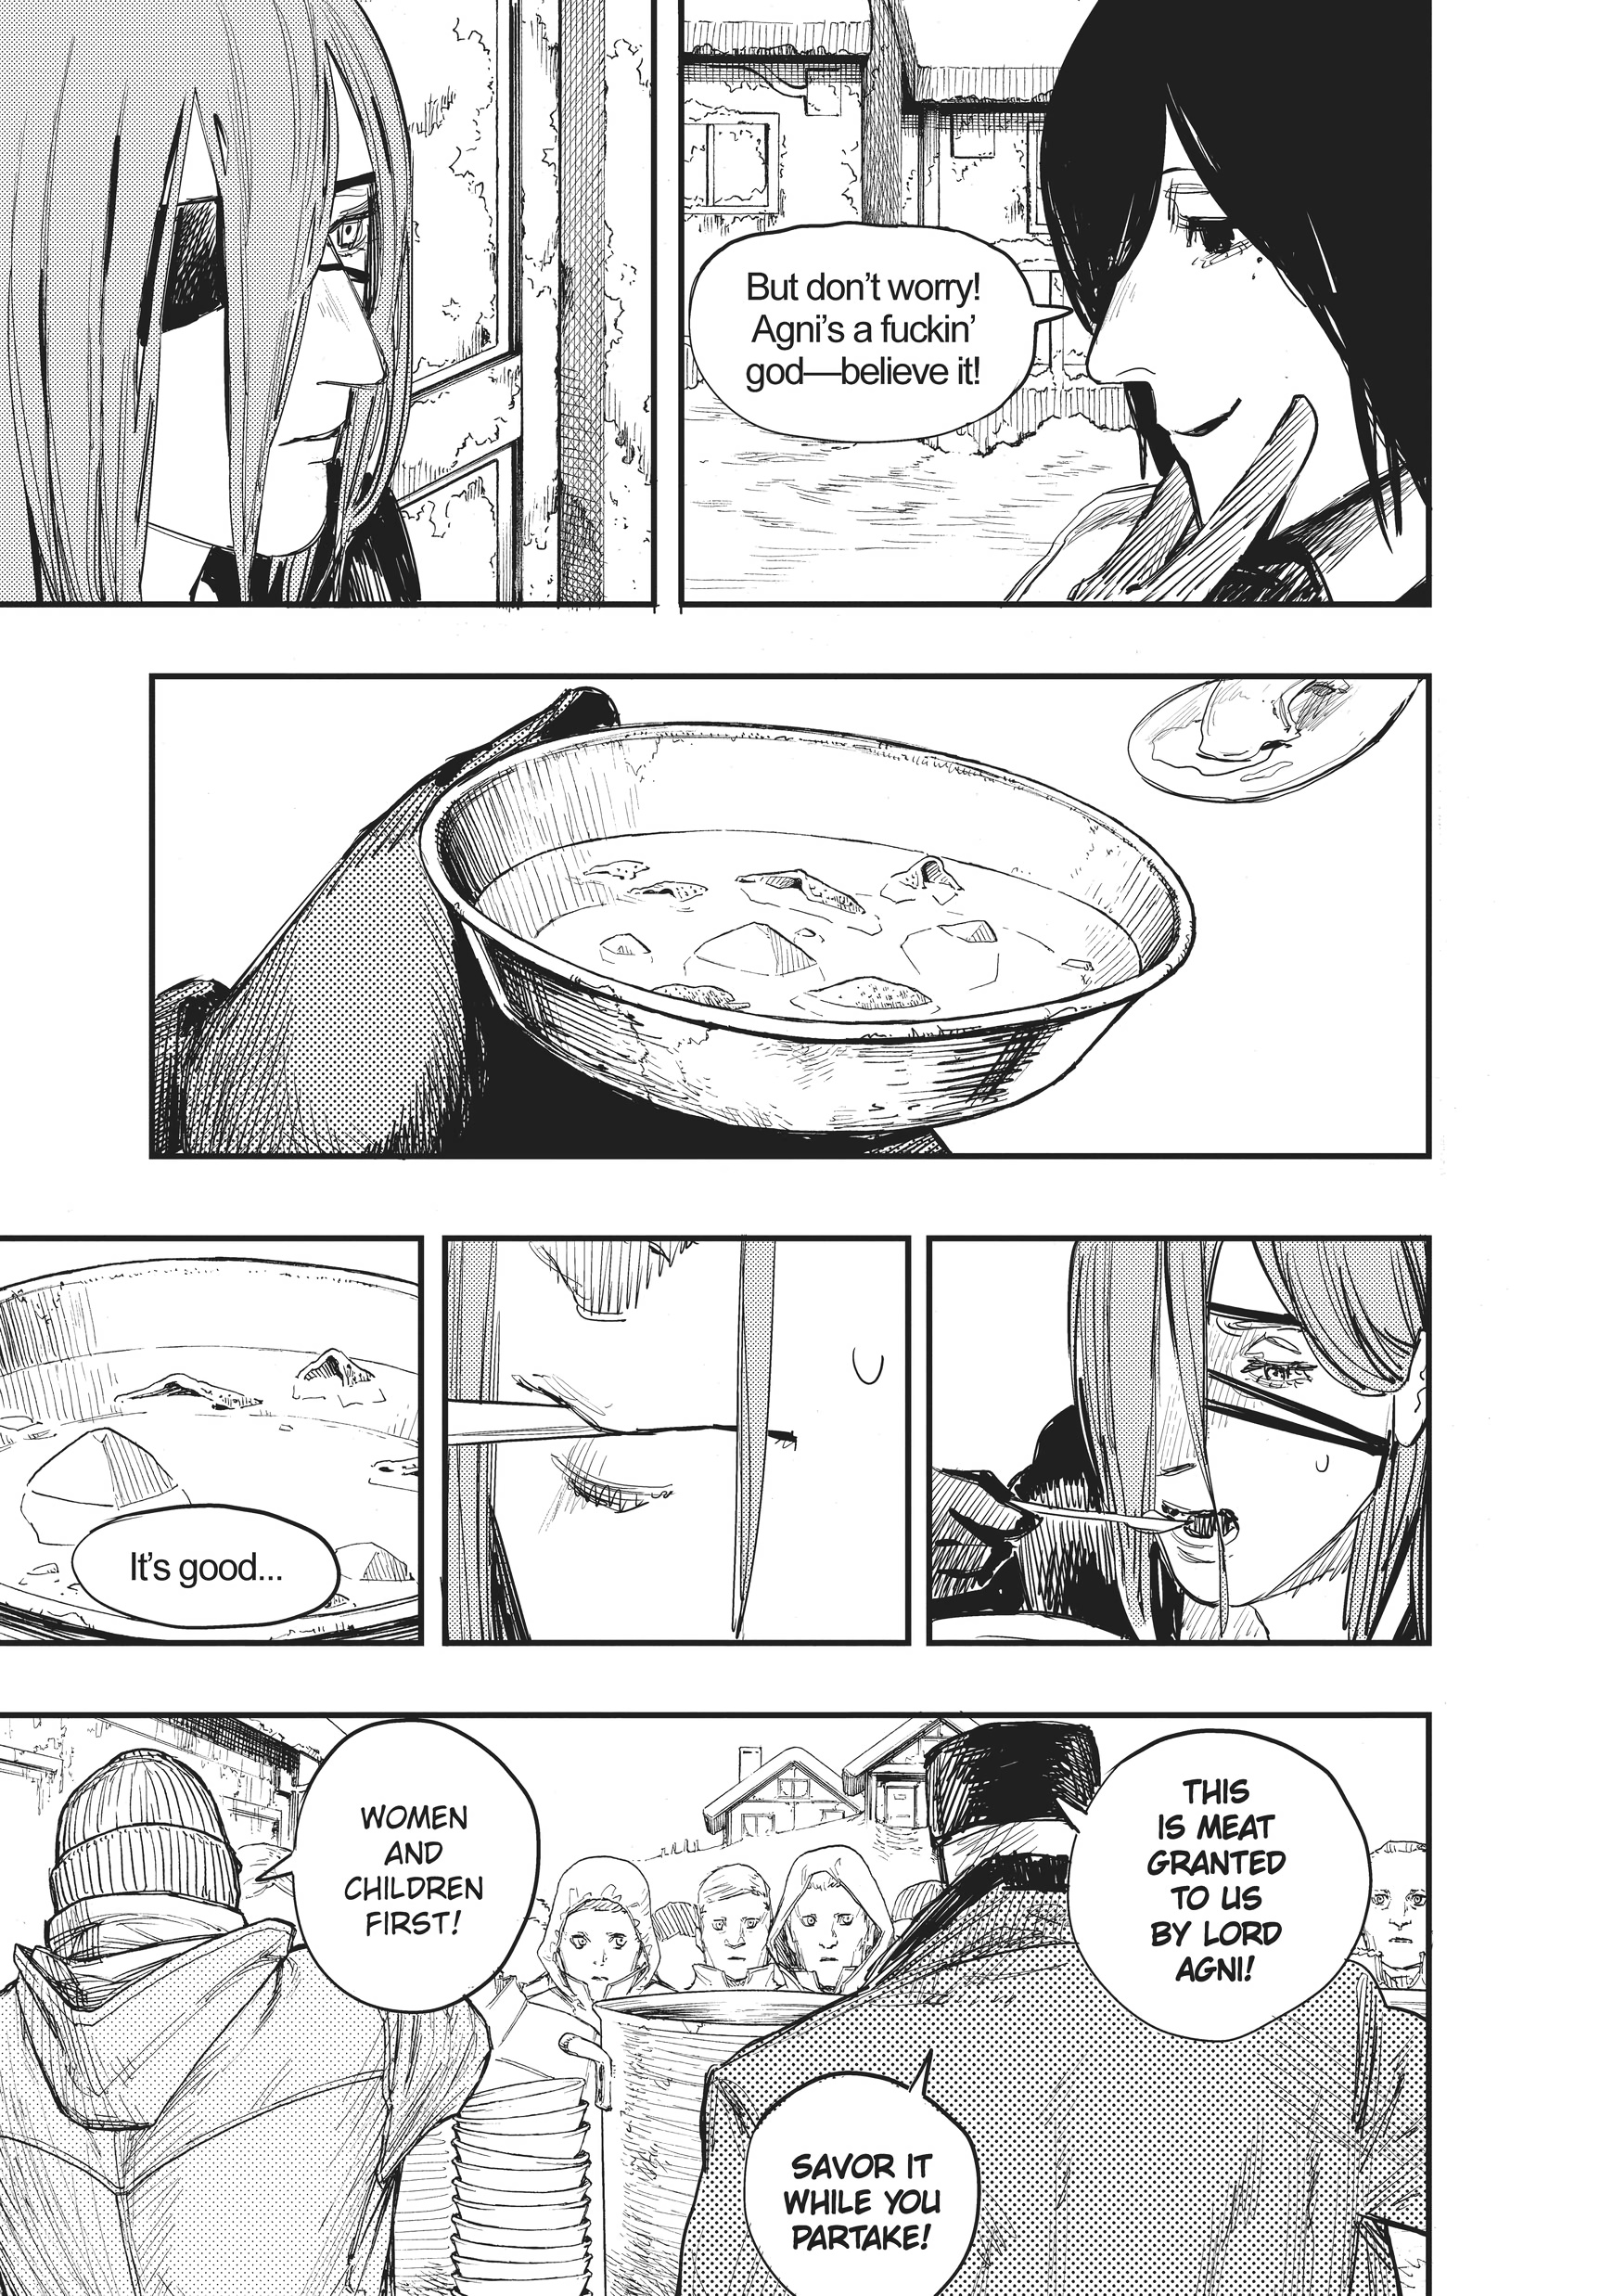 But don't worry!
Agni's a fuckin'
god—believe it!
It's good...
THIS
IS MEAT
GRANTED
TO US
BY LORD
AGNI!
SAVOR IT
WHILE YOU
PARTAKE!
WOMEN
AND
CHILDREN
FIRST!